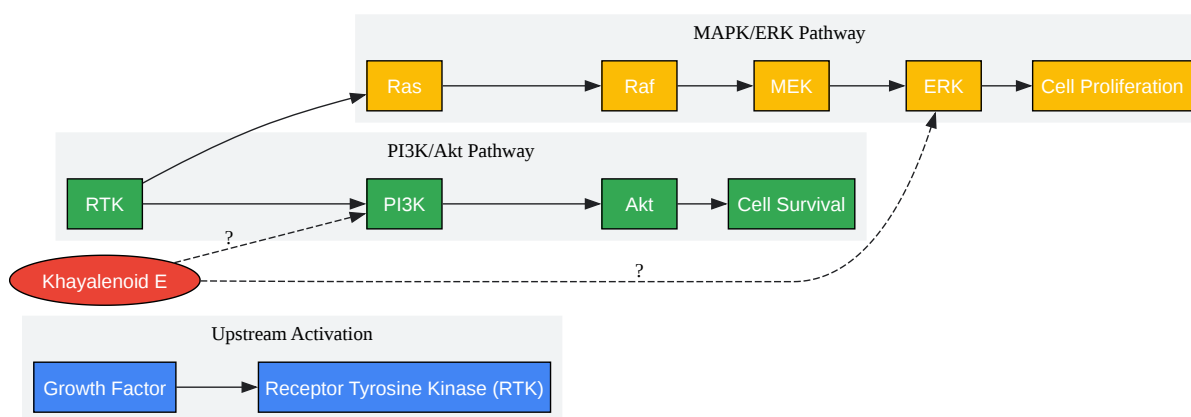 MAPK/ERK Pathway
Ras
Raf
MEK
ERK
Cell Proliferation
PI3K/Akt Pathway
RTK
PI3K
Akt
Cell Survival
?
Khayalenoid E
?
Upstream Activation
Growth Factor
Receptor Tyrosine Kinase (RTK)